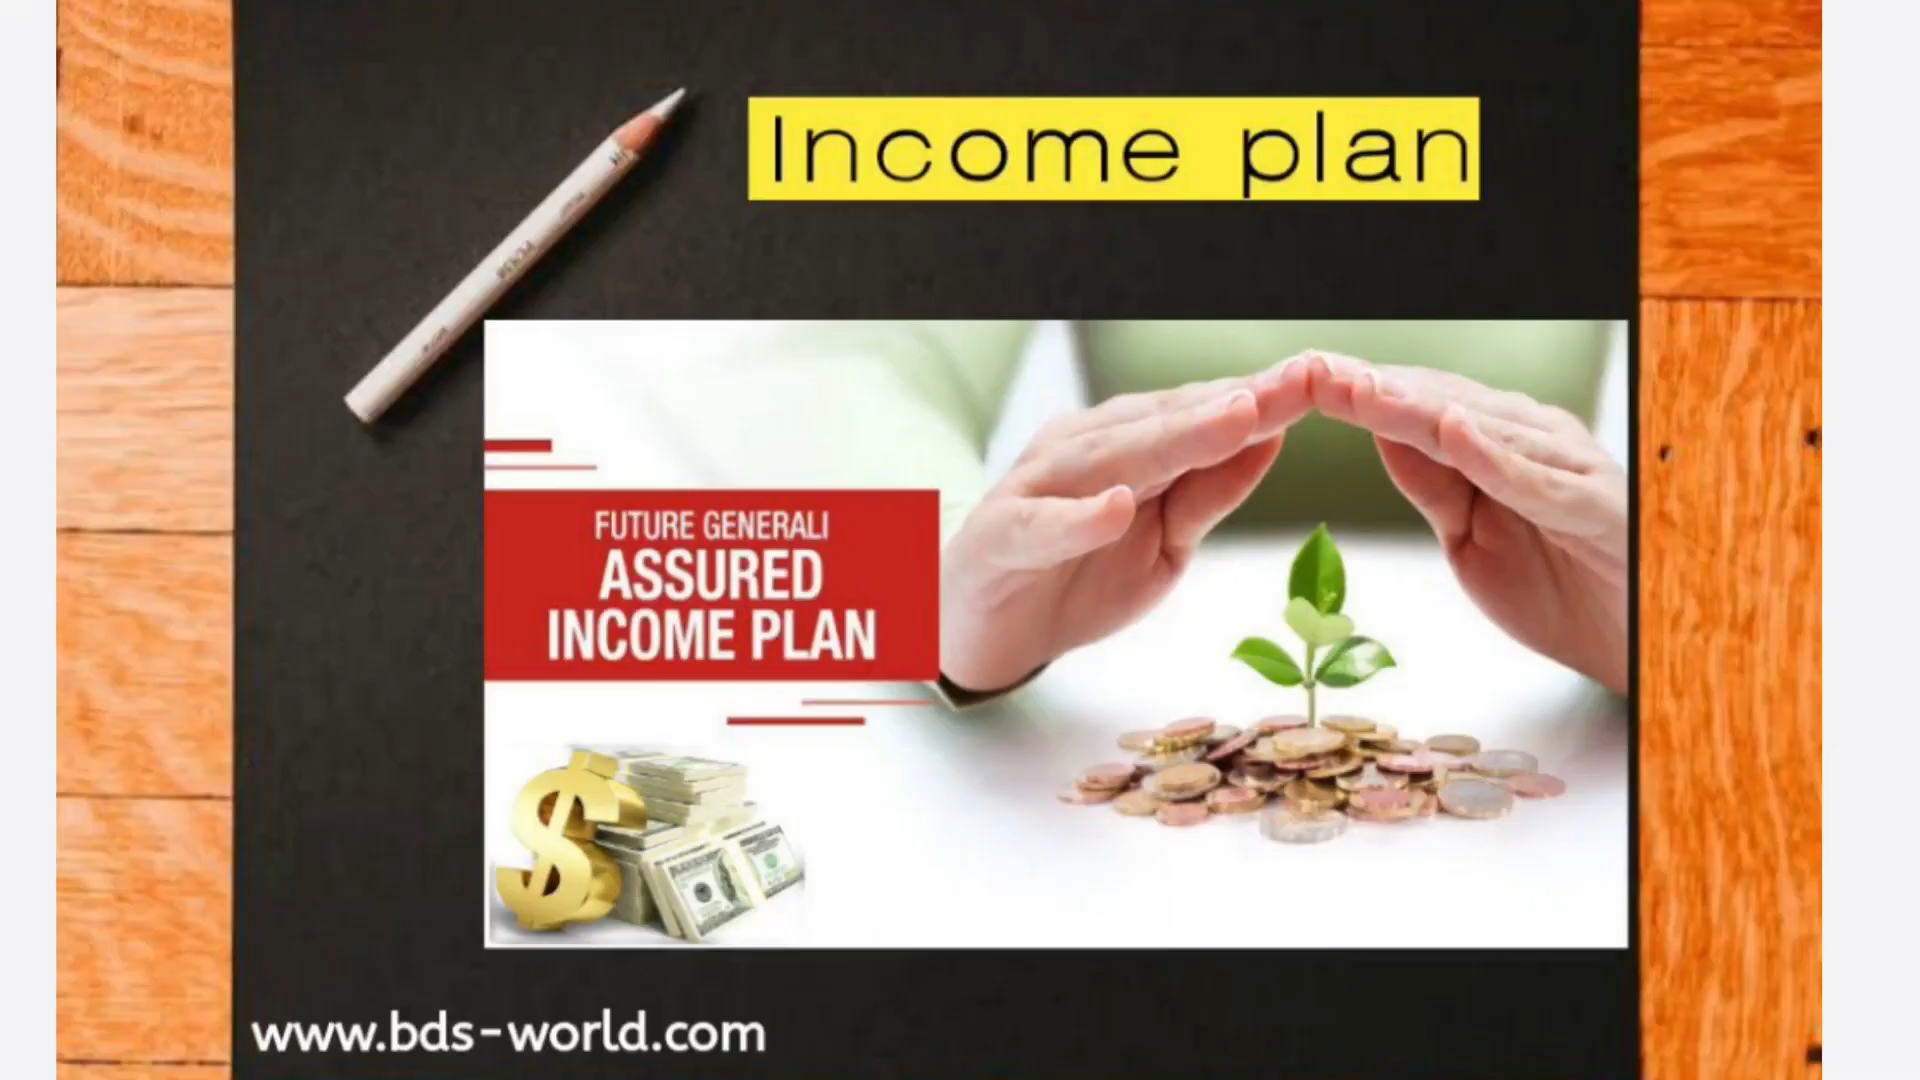 Income plan
FUTURE GENERALI
ASSURED
INCOME PLAN
www.bds-world.com